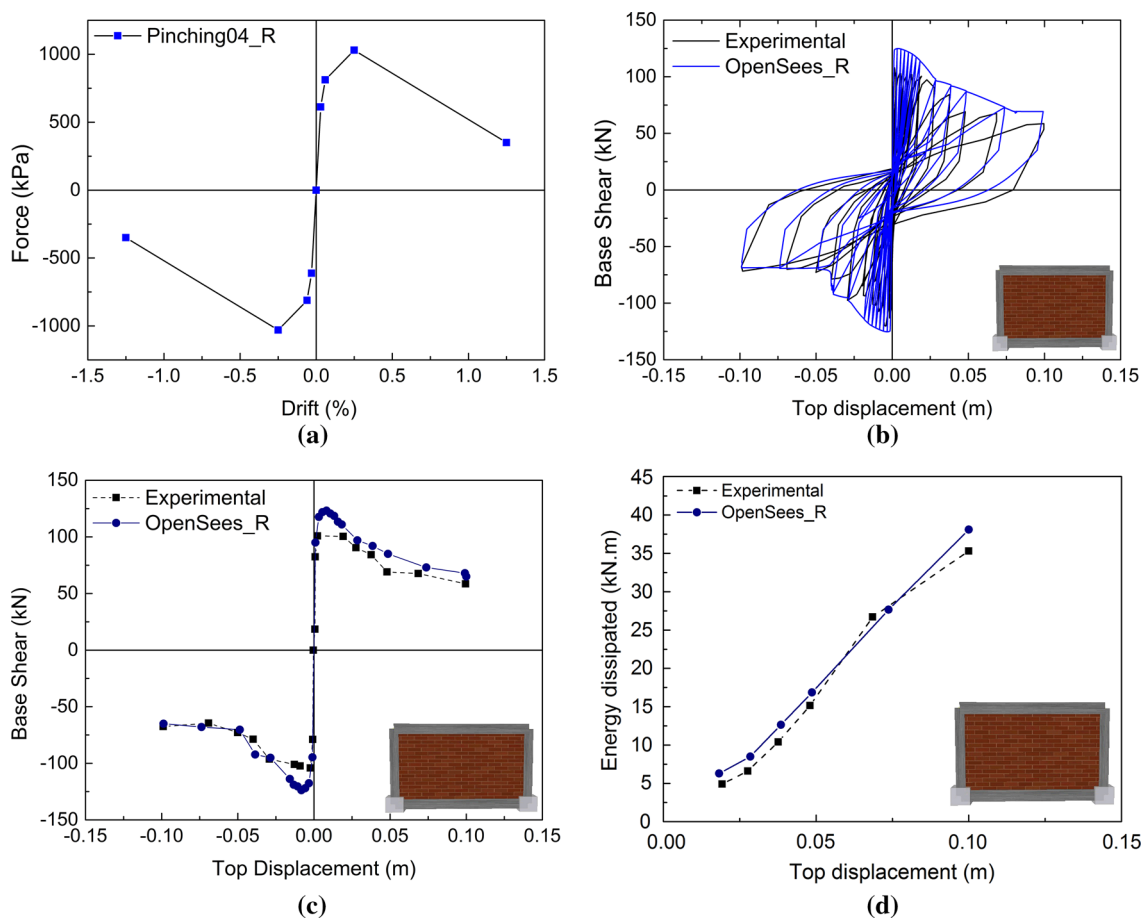 Pinching04_R
1000
500
0
-500
-1000
Force (kPa)
-1.5
-1.0
-0.5
0.0
0.5
1.0
1.5
Drift (%)
(a)
Experimental
OpenSees_R
150
100
50
0
-50
-100
-150
Base Shear (kN)
-0.15
-0.10
-0.05
0.00
0.05
0.10
0.15
Top displacement (m)
(b)
Experimental
OpenSees_R
150
100
50
0
-50
-100
-150
Base Shear (kN)
-0.15
-0.10
-0.05
0.00
0.05
0.10
0.15
Top Displacement (m)
(c)
Experimental
OpenSees_R
45
40
35
30
25
20
15
10
5
0
Energy dissipated (kN.m)
0.00
0.05
0.10
0.15
Top displacement (m)
(d)